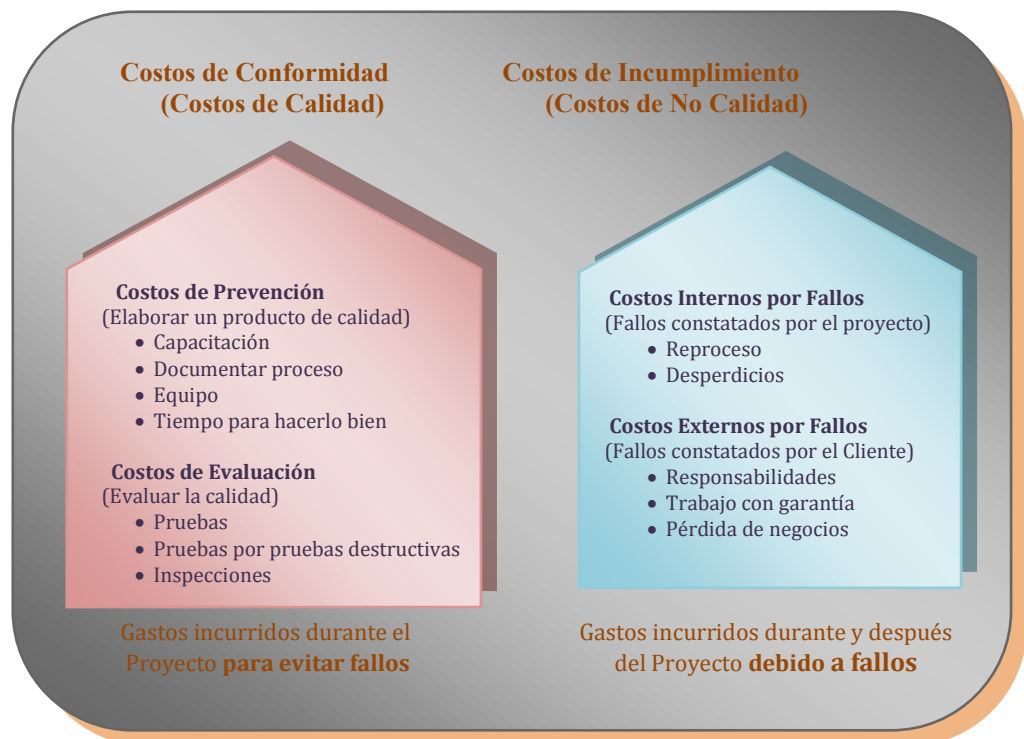 Costos de Conformidad
(Costos de Calidad)
Costos de Prevención
(Elaborar un producto de calidad)
• Capacitación
• Documentar proceso
• Equipo
• Tiempo para hacerlo bien
Costos de Evaluación
(Evaluar la calidad)
• Pruebas
• Pruebas por pruebas destructivas
• Inspecciones
Gastos incurridos durante el
Proyecto para evitar fallos
Costos de Incumplimiento
(Costos de No Calidad)
Costos Internos por Fallos
(Fallos constatados por el proyecto)
• Reproceso
• Desperdicios
Costos Externos por Fallos
(Fallos constatados por el Cliente)
• Responsabilidades
• Trabajo con garantía
• Pérdida de negocios
Gastos incurridos durante y después
del Proyecto debido a fallos